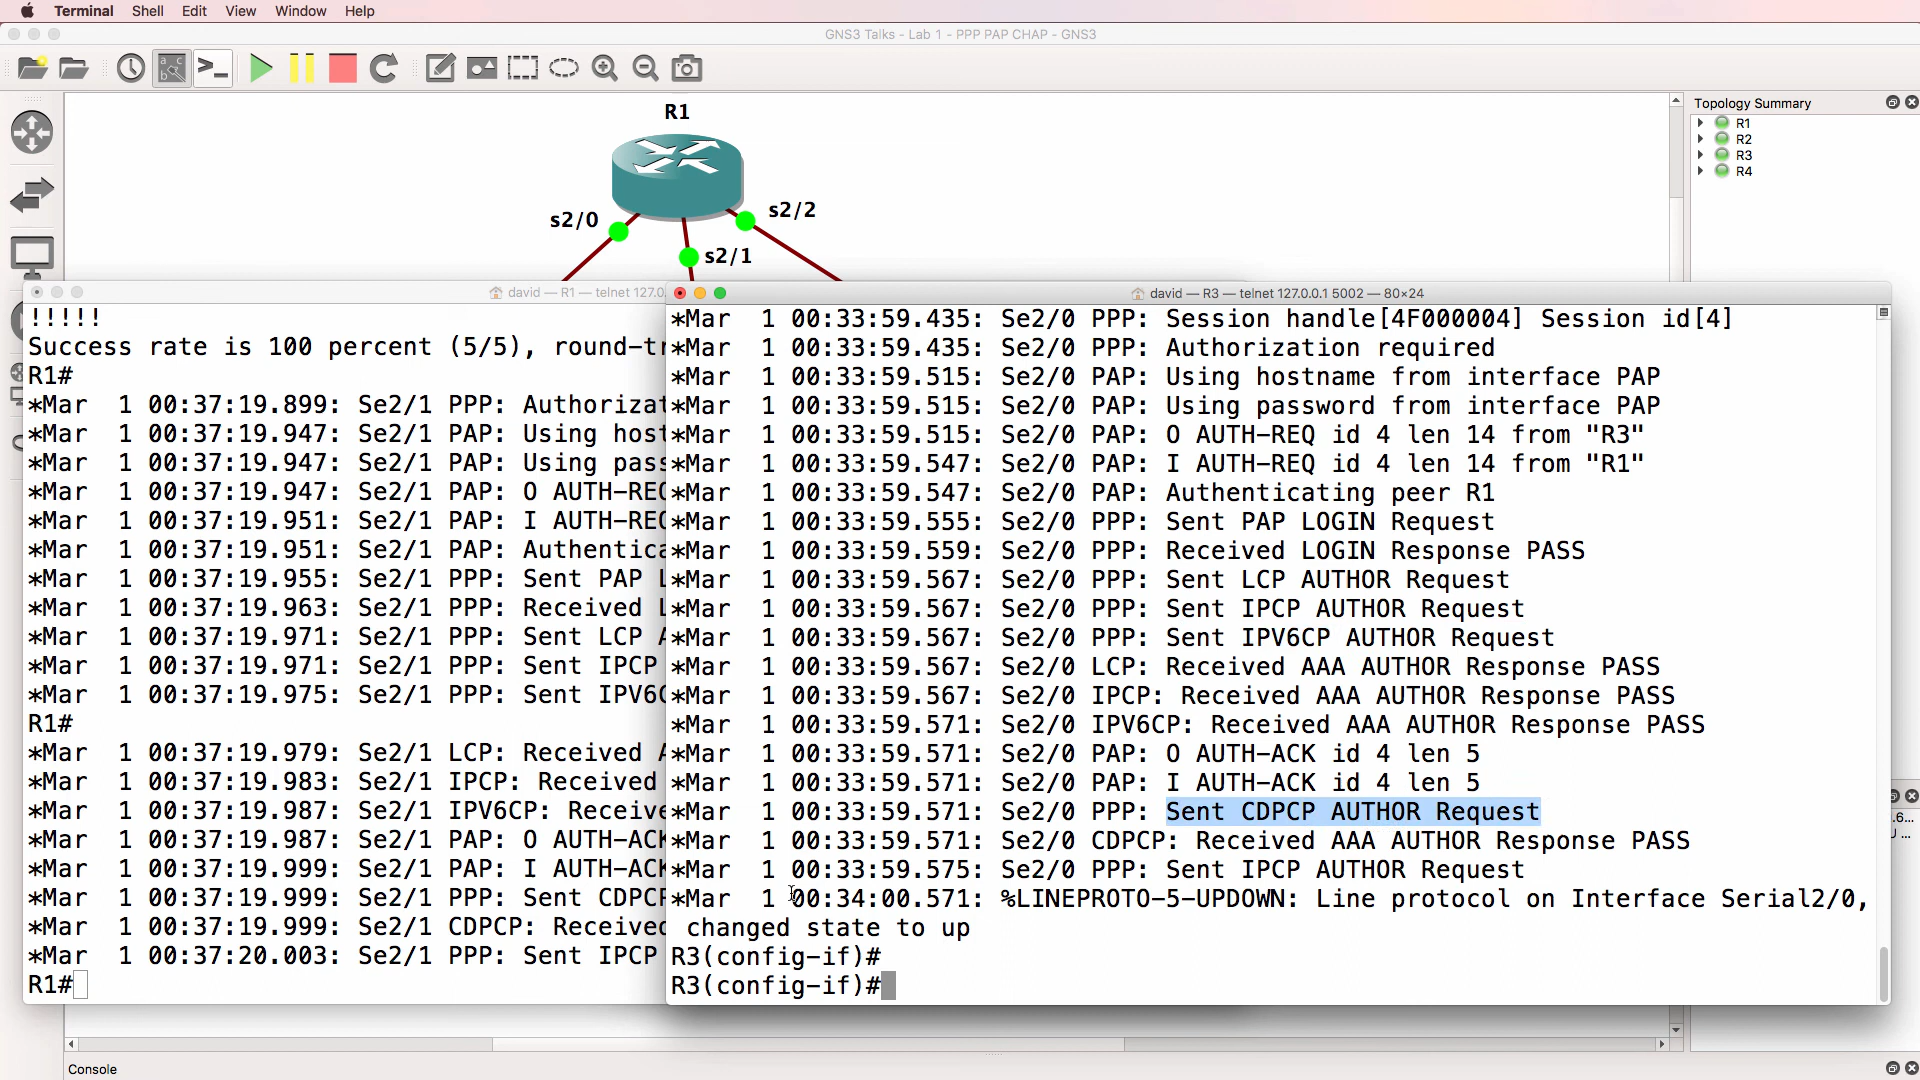 Terminal Shell Edit View Window Help
GNS3 Talks - Lab 1 - PPP PAP CHAP - GNS3
R1
s2/0
s2/2
s2/1
Topology Summary
R1
R2
R3
R4
david — R1 — telnet 127.0.
!!!!!
Success rate is 100 percent (5/5), round-tr
R1#
*Mar 1 00:37:19.899: Se2/1 PPP: Authorizat
*Mar 1 00:37:19.947: Se2/1 PAP: Using host
*Mar 1 00:37:19.947: Se2/1 PAP: Using pass
*Mar 1 00:37:19.947: Se2/1 PAP: O AUTH-REQ
*Mar 1 00:37:19.951: Se2/1 PAP: I AUTH-REQ
*Mar 1 00:37:19.951: Se2/1 PAP: Authentica
*Mar 1 00:37:19.955: Se2/1 PPP: Sent PAP L
*Mar 1 00:37:19.963: Se2/1 PPP: Received L
*Mar 1 00:37:19.971: Se2/1 PPP: Sent LCP A
*Mar 1 00:37:19.971: Se2/1 PPP: Sent IPCP
*Mar 1 00:37:19.975: Se2/1 PPP: Sent IPV6C
R1#
*Mar 1 00:37:19.979: Se2/1 LCP: Received A
*Mar 1 00:37:19.983: Se2/1 IPCP: Received
*Mar 1 00:37:19.987: Se2/1 IPV6CP: Receive
*Mar 1 00:37:19.987: Se2/1 PAP: O AUTH-ACK
*Mar 1 00:37:19.999: Se2/1 PAP: I AUTH-ACK
*Mar 1 00:37:19.999: Se2/1 PPP: Sent CDPCP
*Mar 1 00:37:19.999: Se2/1 CDPCP: Received
*Mar 1 00:37:20.003: Se2/1 PPP: Sent IPCP
R1#
david — R3 — telnet 127.0.0.1 5002 — 80×24
*Mar 1 00:33:59.435: Se2/0 PPP: Session handle[4F000004] Session id[4]
*Mar 1 00:33:59.435: Se2/0 PPP: Authorization required
*Mar 1 00:33:59.515: Se2/0 PAP: Using hostname from interface PAP
*Mar 1 00:33:59.515: Se2/0 PAP: Using password from interface PAP
*Mar 1 00:33:59.515: Se2/0 PAP: O AUTH-REQ id 4 len 14 from "R3"
*Mar 1 00:33:59.547: Se2/0 PAP: I AUTH-REQ id 4 len 14 from "R1"
*Mar 1 00:33:59.547: Se2/0 PAP: Authenticating peer R1
*Mar 1 00:33:59.555: Se2/0 PPP: Sent PAP LOGIN Request
*Mar 1 00:33:59.559: Se2/0 PPP: Received LOGIN Response PASS
*Mar 1 00:33:59.567: Se2/0 PPP: Sent LCP AUTHOR Request
*Mar 1 00:33:59.567: Se2/0 PPP: Sent IPCP AUTHOR Request
*Mar 1 00:33:59.567: Se2/0 PPP: Sent IPV6CP AUTHOR Request
*Mar 1 00:33:59.567: Se2/0 LCP: Received AAA AUTHOR Response PASS
*Mar 1 00:33:59.567: Se2/0 IPCP: Received AAA AUTHOR Response PASS
*Mar 1 00:33:59.571: Se2/0 IPV6CP: Received AAA AUTHOR Response PASS
*Mar 1 00:33:59.571: Se2/0 PAP: O AUTH-ACK id 4 len 5
*Mar 1 00:33:59.571: Se2/0 PAP: I AUTH-ACK id 4 len 5
*Mar 1 00:33:59.571: Se2/0 PPP: Sent CDPCP AUTHOR Request
*Mar 1 00:33:59.571: Se2/0 CDPCP: Received AAA AUTHOR Response PASS
*Mar 1 00:33:59.575: Se2/0 PPP: Sent IPCP AUTHOR Request
*Mar 1 00:34:00.571: %LINEPROTO-5-UPDOWN: Line protocol on Interface Serial2/0,
changed state to up
R3(config-if)#
R3(config-if)#
Console